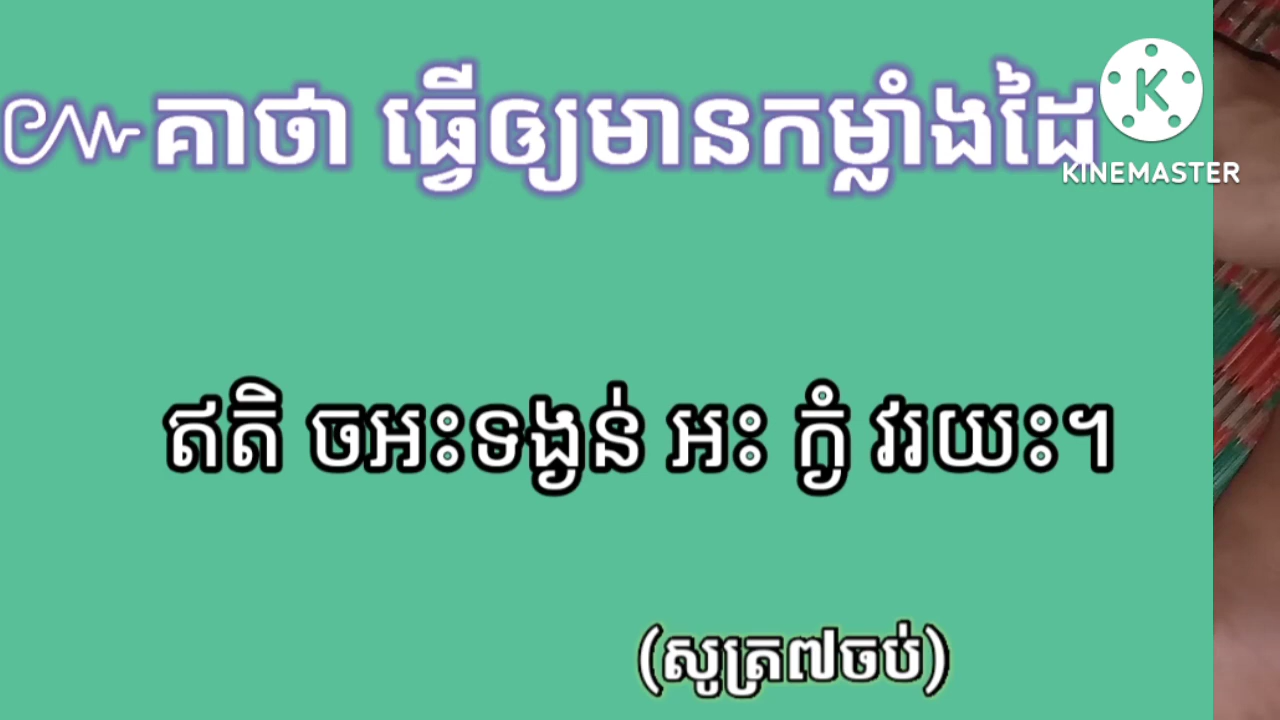 ៚គាថា ធ្វើឲ្យមានកម្លាំងដៃ
K
KINEMASTER
ឥតិ ចអះទង្ងន់ អះ ក្ងំ វរយះ។
(សូត្រ៧ចប់)